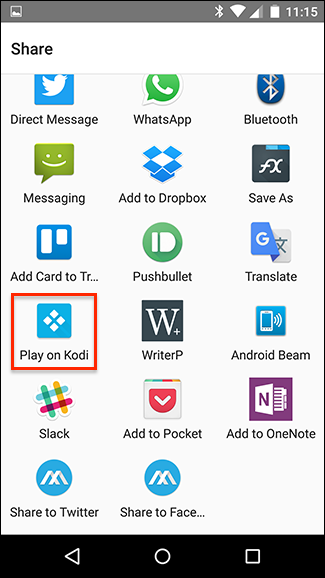 11:15
Share
Direct Message WhatsApp Bluetooth
Messaging Add to Dropbox Save As
FX
Add Card to Tr... Pushbullet Translate
G 文
Play on Kodi WriterP Android Beam
W+
Slack Add to Pocket Add to OneNote
N
Share to Twitter Share to Face...